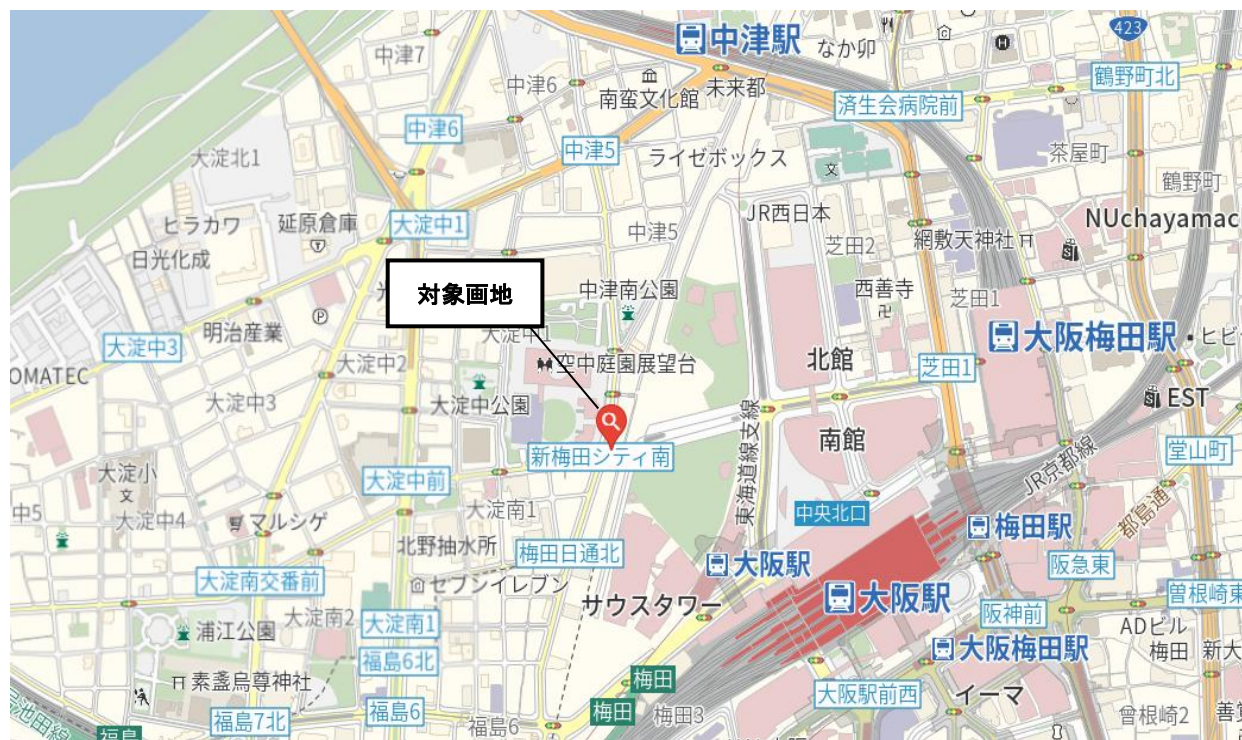 423
中津駅
なか卯
中津7
鶴野町北
中津6
未来都
南蛮文化館
済生会病院前
中津6
中津5
ライゼボックス
茶屋町
大淀北1
文
鶴野町
ヒラカワ
延原倉庫
大淀中1
JR西日本
NUchayamac
中津5
芝田2
網敷天神社
日光化成
対象画地
中津南公園
西善寺
芝田1
明治産業
大淀中1
大阪梅田駅
大淀中3
大淀中2
空中庭園展望台
北館
芝田1
OMATEC
大淀中3
大淀中公園
EST
南館
新梅田シティ南
堂山町
大淀小
文
大淀中前
東海道線支線
JR京都線
中5
大淀中4
マルシゲ
大淀南1
中央北口
都島通
梅田駅
北野抽水所
梅田日通北
大阪駅
阪急東
大淀南交番前
セブンイレブン
サウスタワー
大阪駅
曽根崎東
阪神前
大淀南2
大淀南1
浦江公園
ADビル
梅田
新大
福島6北
大阪梅田駅
素盞烏尊神社
梅田
大阪駅前西
イーマ
福島7北
福島6
梅田
梅田3
曽根崎2
福島6
福島